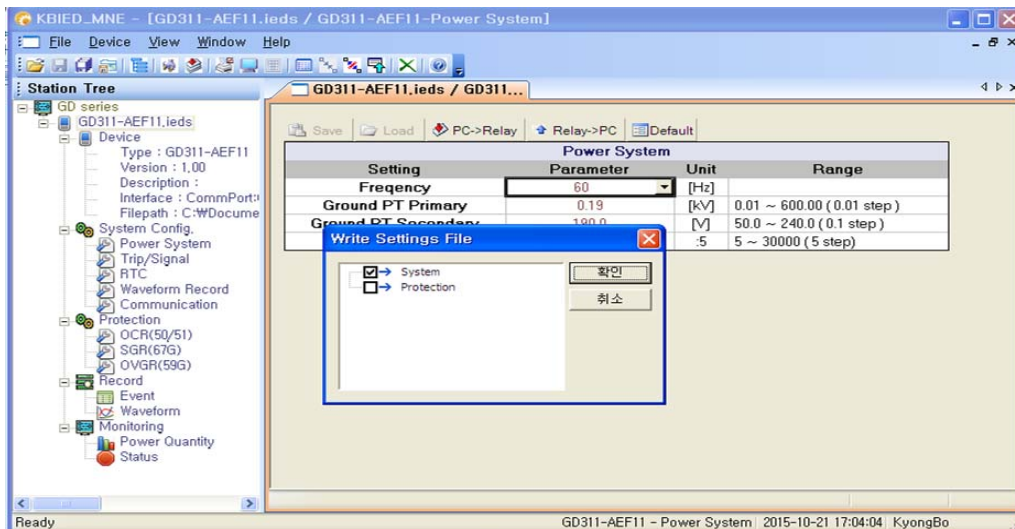 KBIED_MNE - [GD311-AEF11.ieds / GD311-AEF11-Power System]
File Device View Window Help
Station Tree
GD series
GD311-AEF11.ieds
Device
Type : GD311-AEF11
Version : 1.00
Description :
Interface : CommPort:
Filepath : C:\Docume
System Config.
Power System
Trip/Signal
RTC
Waveform Record
Communication
Protection
OCR(50/51)
SGR(67G)
OVGR(59G)
Record
Event
Waveform
Monitoring
Power Quantity
Status
GD311-AEF11.ieds / GD311...
Save Load PC->Relay Relay->PC Default
Power System
Setting Parameter Unit Range
Freqency 60 [Hz]
Ground PT Primary 0.19 [kV] 0.01 ~ 600.00 ( 0.01 step )
Ground PT Secondary 190.0 [V] 50.0 ~ 240.0 ( 0.1 step )
:5 5 ~ 30000 ( 5 step)
Write Settings File
System
Protection
확인
취소
Ready GD311-AEF11 - Power System 2015-10-21 17:04:04 KyongBo